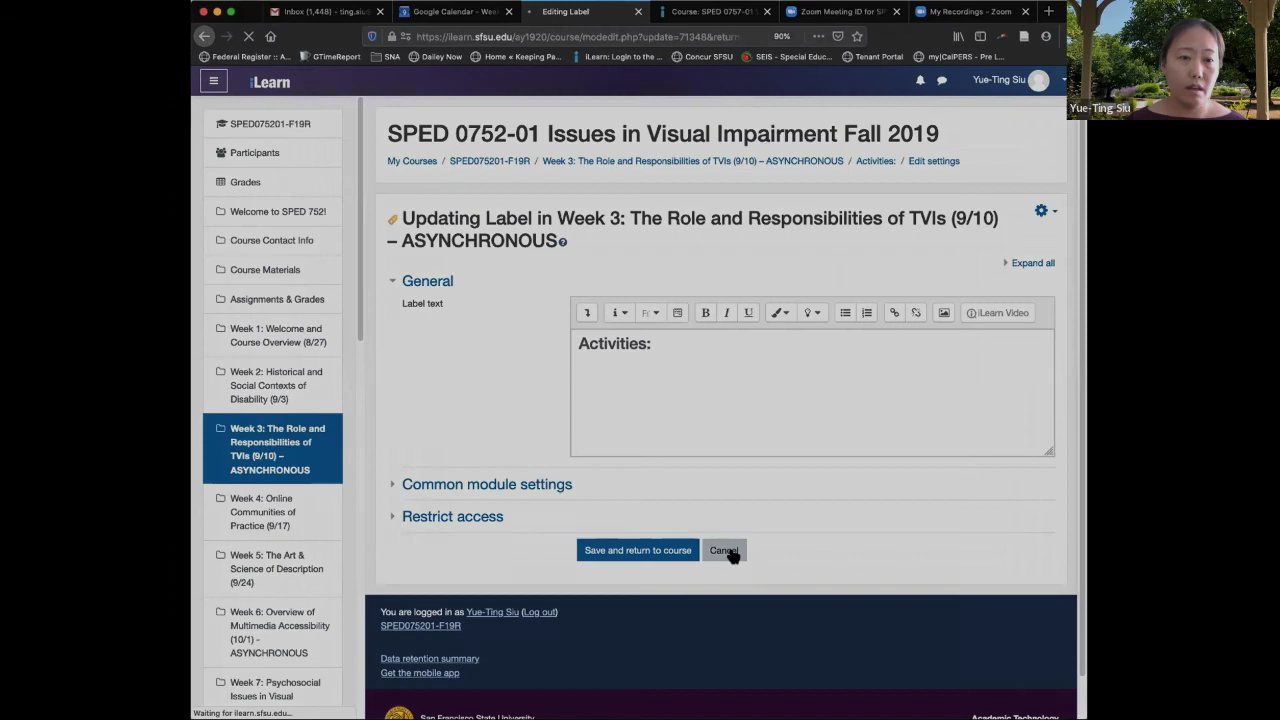 Inbox (1,448) - ting.siu@
Google Calendar - Wee
Editing Label
Course: SPED 0757-01
Zoom Meeting ID for SP
My Recordings - Zoom
https://ilearn.sfsu.edu/ay1920/course/modedit.php?update=71348&return
90%
Federal Register ...
GTimeReport
SNA
Dailey Now
Home « Keeping Pa...
iLearn: Login to the ...
Concur SFSU
SEIS - Special Educ...
Tenant Portal
my|CalPERS - Pre L...
Yue-Ting Siu
iLearn
Yue-Ting Siu
SPED075201-F19R
Participants
Grades
Welcome to SPED 752!
Course Contact Info
Course Materials
Assignments & Grades
Week 1: Welcome and
Course Overview (8/27)
Week 2: Historical and
Social Contexts of
Disability (9/3)
Week 3: The Role and
Responsibilities of
TVIs (9/10) –
ASYNCHRONOUS
Week 4: Online
Communities of
Practice (9/17)
Week 5: The Art &
Science of Description
(9/24)
Week 6: Overview of
Multimedia Accessibility
(10/1) -
ASYNCHRONOUS
Week 7: Psychosocial
Issues in Visual
SPED 0752-01 Issues in Visual Impairment Fall 2019
My Courses / SPED075201-F19R / Week 3: The Role and Responsibilities of TVIs (9/10) – ASYNCHRONOUS / Activities: / Edit settings
Updating Label in Week 3: The Role and Responsibilities of TVIs (9/10)
– ASYNCHRONOUS
Expand all
General
Label text
B I U
iLearn Video
Activities:
Common module settings
Restrict access
Save and return to course
Cancel
You are logged in as Yue-Ting Siu (Log out)
SPED075201-F19R
Data retention summary
Get the mobile app
San Francisco State University
Academic Technology
Waiting for ilearn.sfsu.edu...